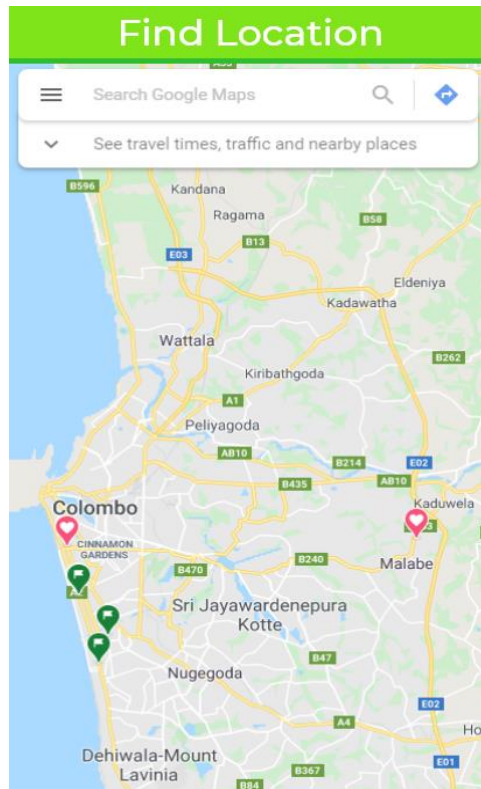 Find Location
Search Google Maps
See travel times, traffic and nearby places
B596
Kandana
Ragama
B58
B13
E03
Eldeniya
Kadawatha
Wattala
B262
Kiribathgoda
A1
Peliyagoda
AB10
B214
E02
B435
AB10
Colombo
Kaduwela
CINNAMON
GARDENS
B240
Malabe
B470
A2
Sri Jayawardenepura
Kotte
B47
Nugegoda
E02
A4
Ho
Dehiwala-Mount
Lavinia
E01
B367
B84